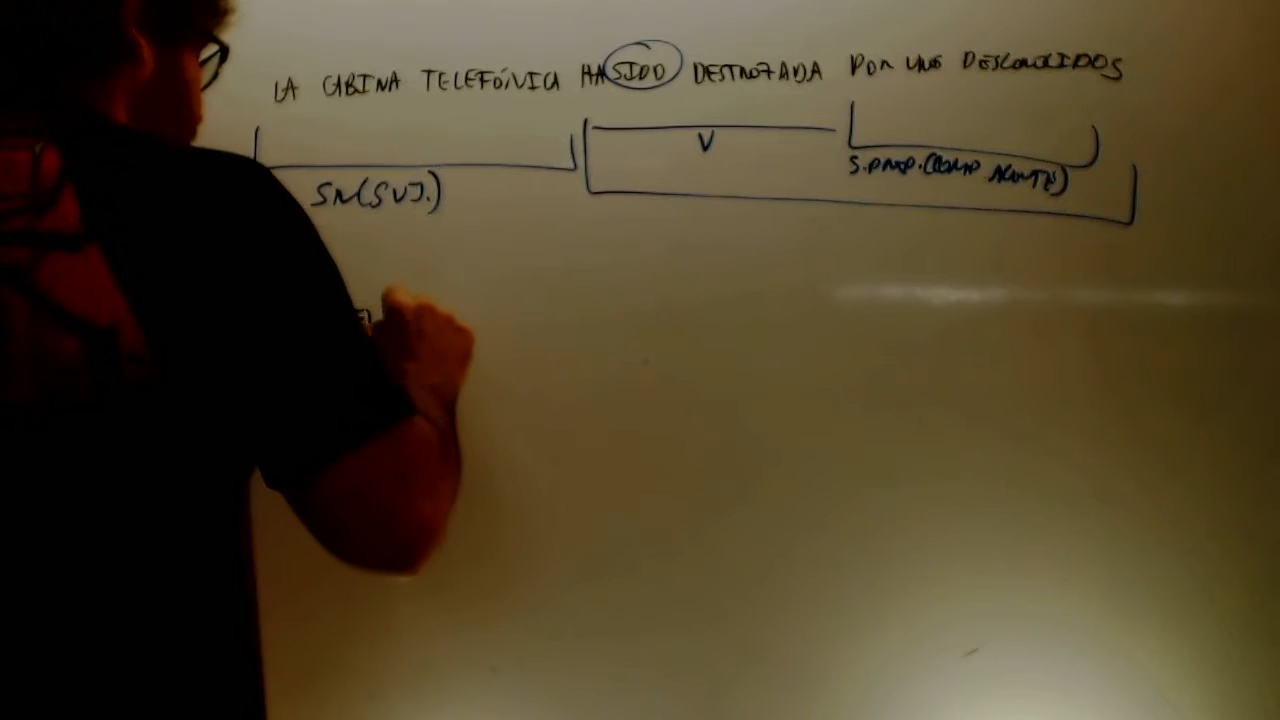 LA CABINA TELEFÓNICA HA SIDO DESTROZADA POR UNOS DESCONOCIDOS
V
S.PREP.(COMP AGENTE)
SN(SUJ.)